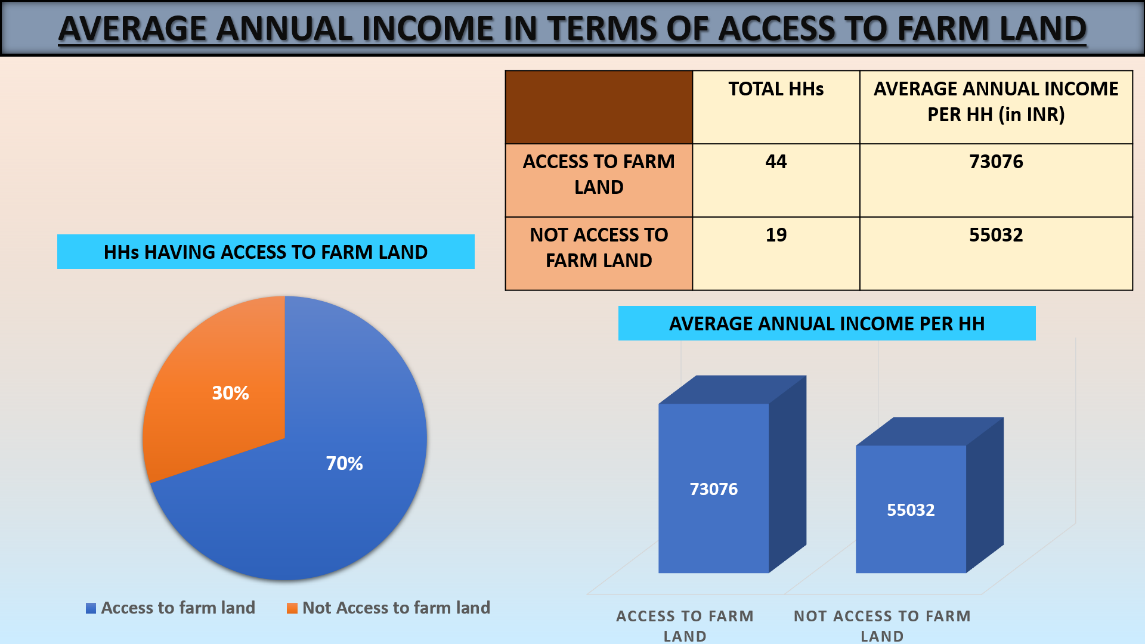 AVERAGE ANNUAL INCOME IN TERMS OF ACCESS TO FARM LAND
TOTAL HHs
AVERAGE ANNUAL INCOME
PER HH (in INR)
ACCESS TO FARM
LAND
44
73076
NOT ACCESS TO
FARM LAND
19
55032
HHs HAVING ACCESS TO FARM LAND
30%
70%
Access to farm land
Not Access to farm land
AVERAGE ANNUAL INCOME PER HH
73076
55032
ACCESS TO FARM
LAND
NOT ACCESS TO FARM
LAND